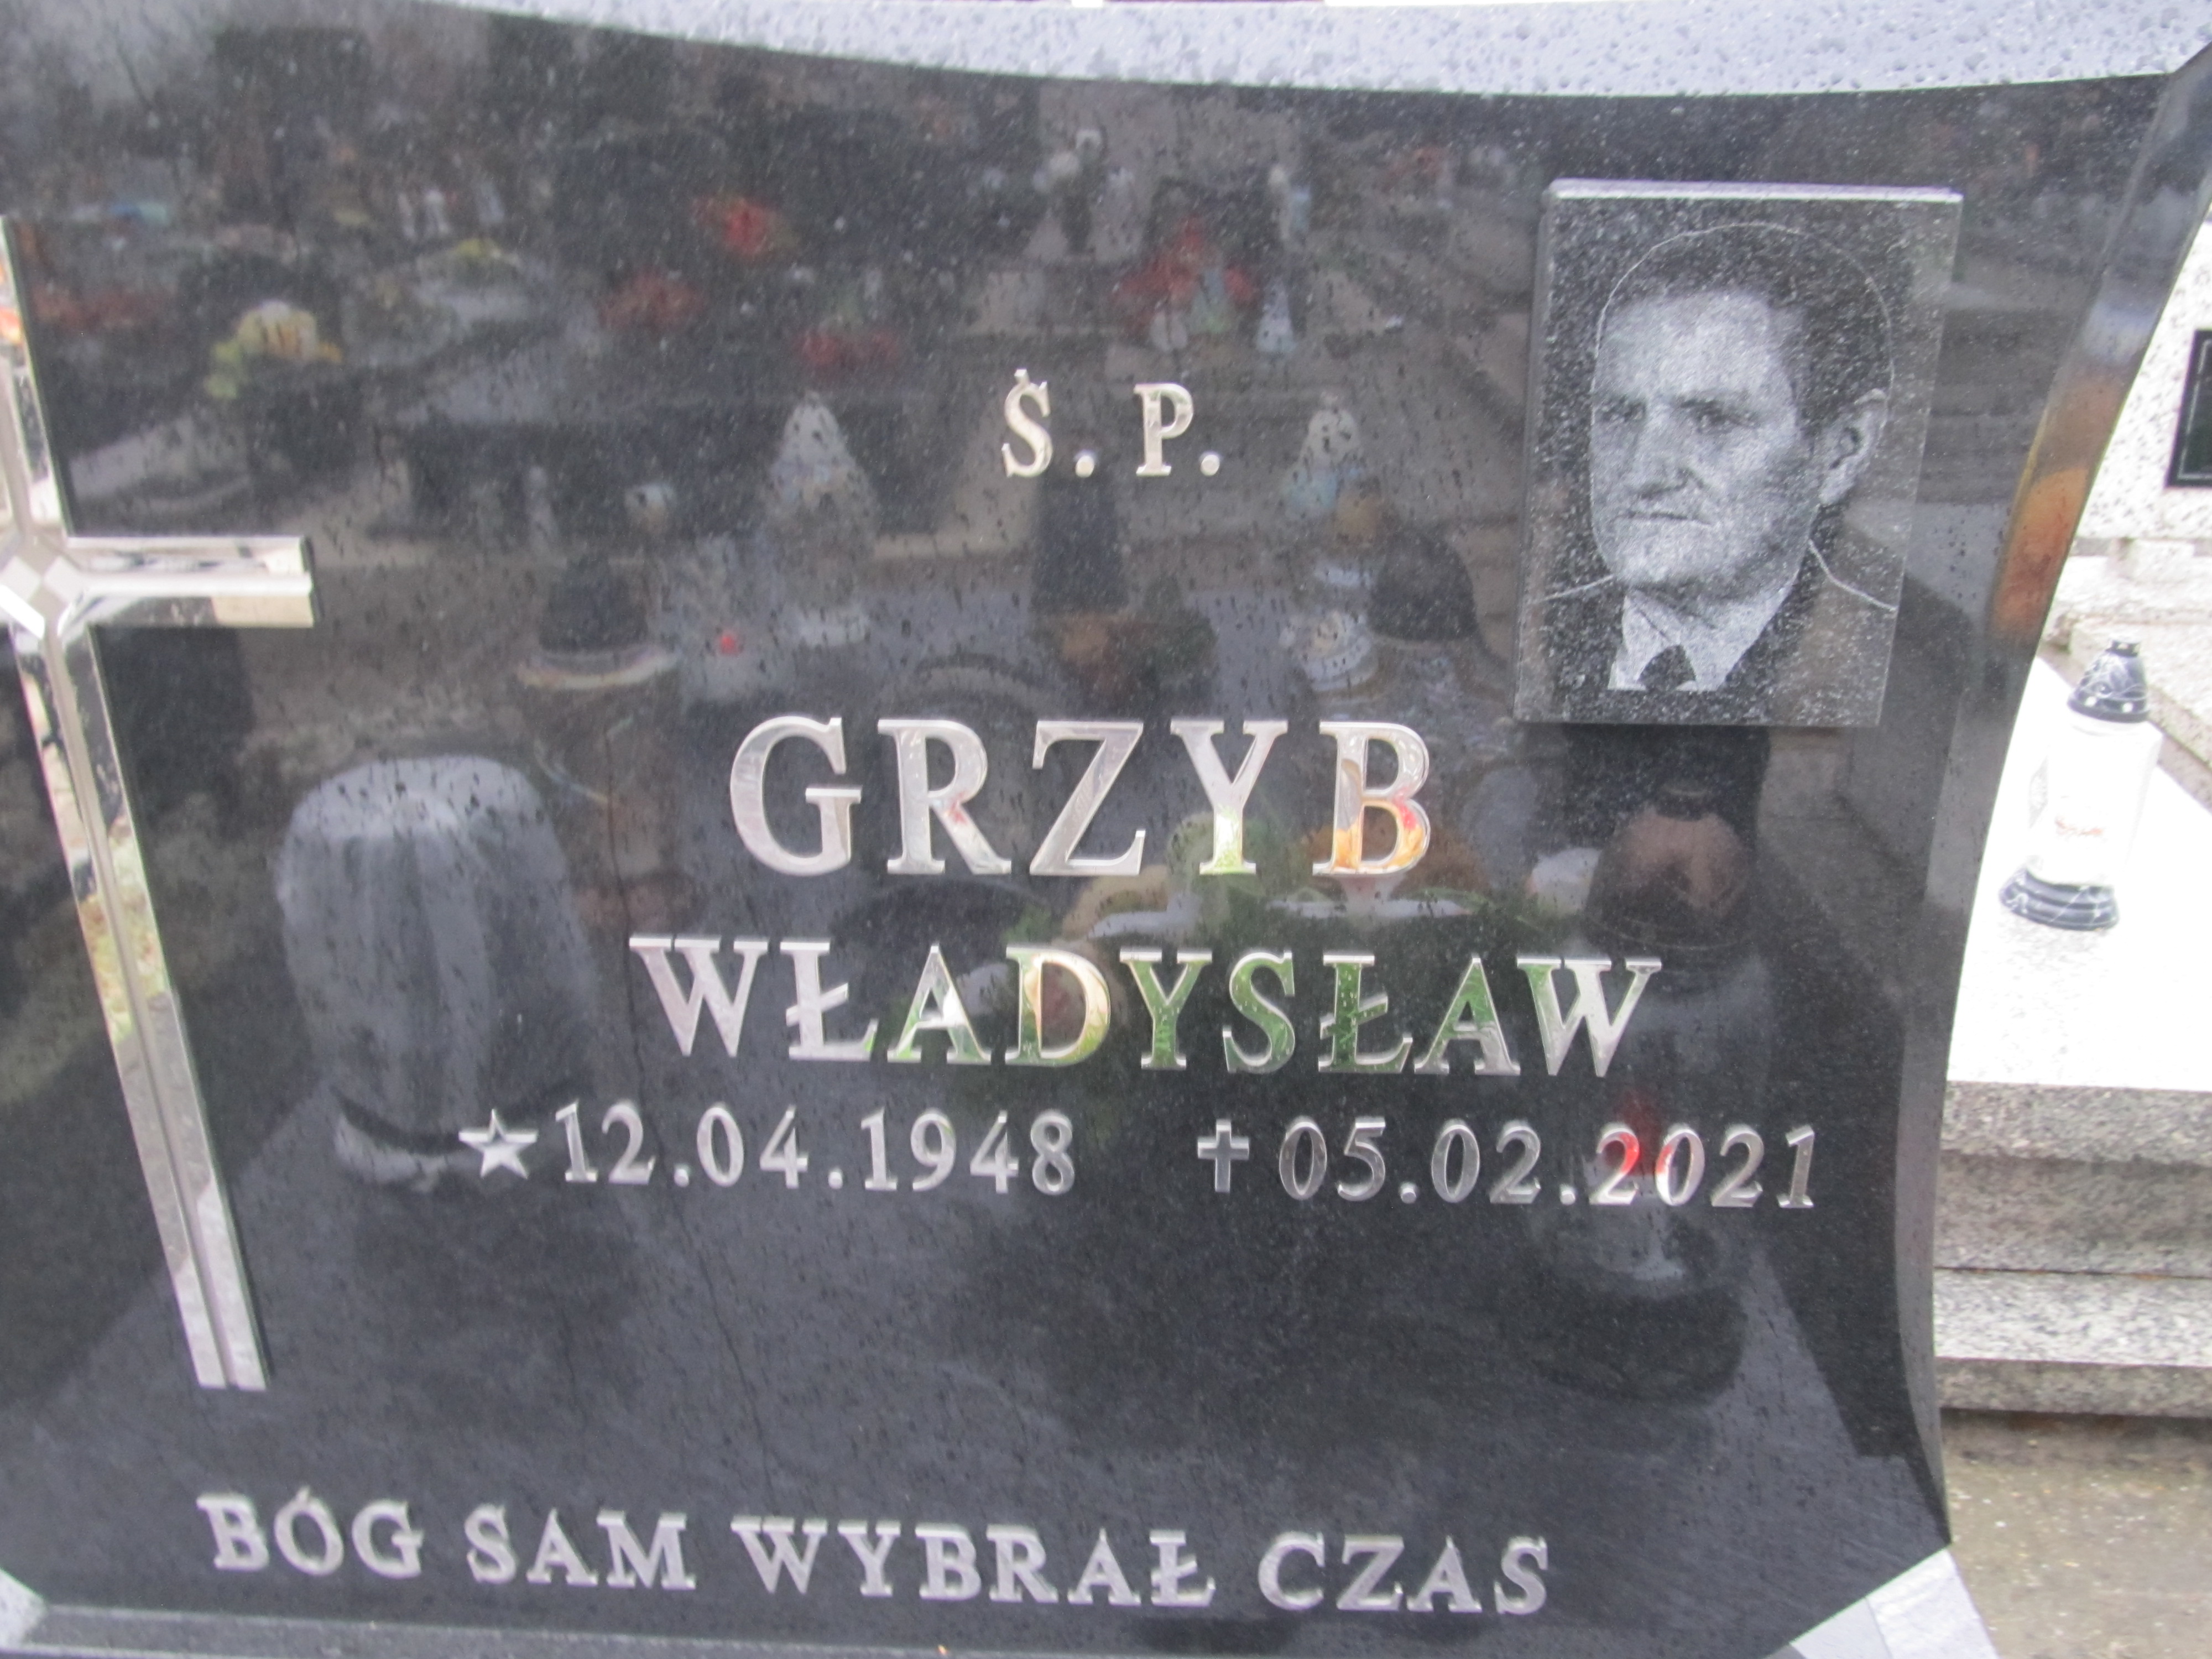 Ś. P.
GRZYB
WŁADYSŁAW
★12.04.1948 ✝05.02.2021
BÓG SAM WYBRAŁ CZAS